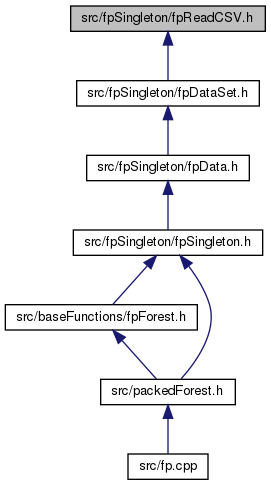 src/fpSingleton/fpReadCSV.h
src/fpSingleton/fpDataSet.h
src/fpSingleton/fpData.h
src/fpSingleton/fpSingleton.h
src/baseFunctions/fpForest.h
src/packedForest.h
src/fp.cpp